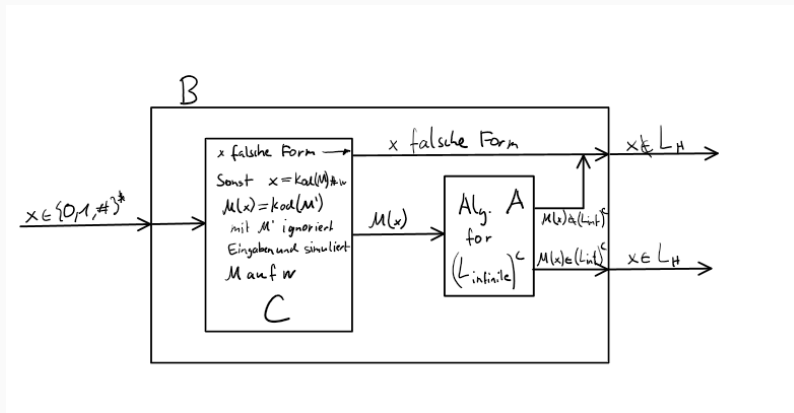 B
x ∈ {0,1,#}*
x falsche Form →
Sonst x = Kod(M)#w
M(x) = kod(M')
mit M' ignoriert
Eingaben und simuliert
M auf w
C
x falsche Form
M(x)
Alg. A
for
(L_infinite)^C
M(x) ∉ (L_inf)^C
M(x) ∈ (L_inf)^C
x ∉ L_H
x ∈ L_H